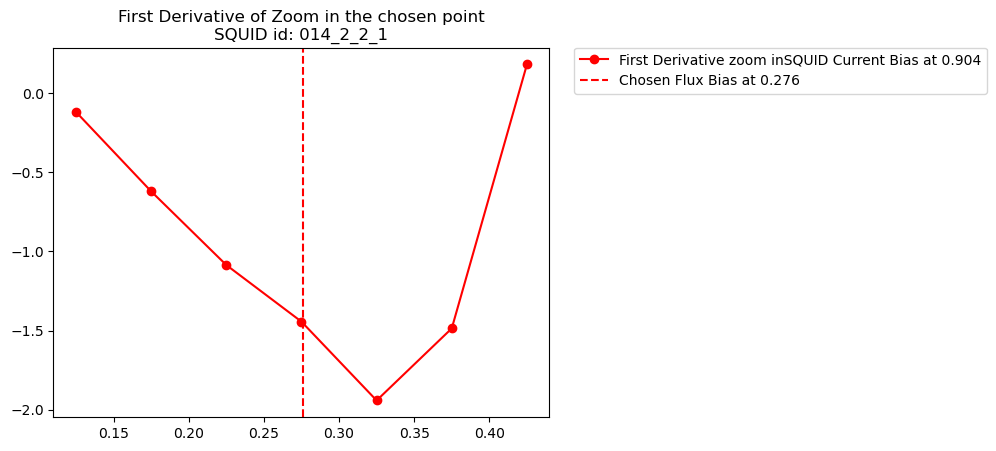 First Derivative of Zoom in the chosen point
SQUID id: 014_2_2_1
First Derivative zoom inSQUID Current Bias at 0.904
Chosen Flux Bias at 0.276
0.0
−0.5
−1.0
−1.5
−2.0
0.15 0.20 0.25 0.30 0.35 0.40